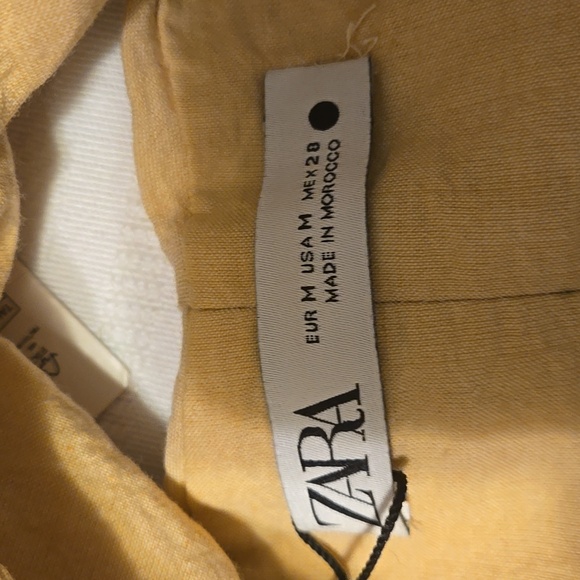 ZARA
EUR M USA M MEX 28
MADE IN MOROCCO